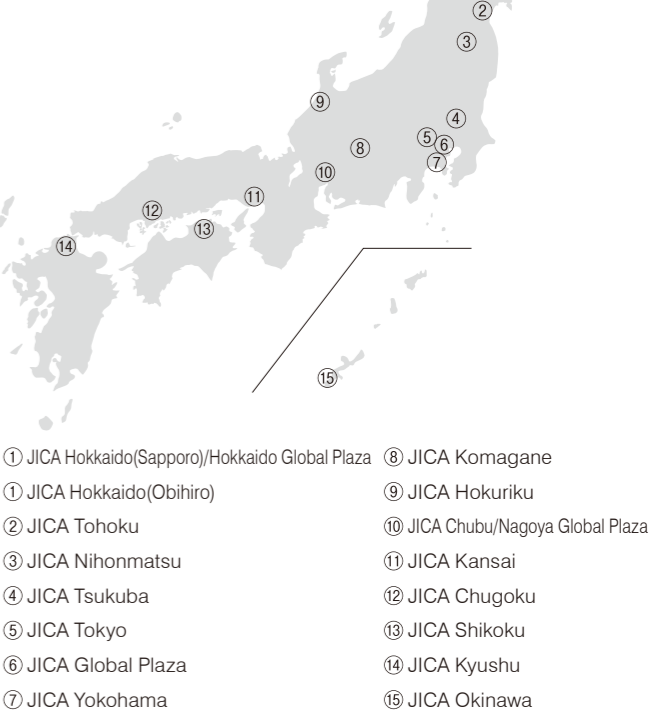 ②
③
④
⑤
⑥
⑦
⑨
⑧
⑩
⑪
⑫
⑬
⑭
⑮
① JICA Hokkaido(Sapporo)/Hokkaido Global Plaza
① JICA Hokkaido(Obihiro)
② JICA Tohoku
③ JICA Nihonmatsu
④ JICA Tsukuba
⑤ JICA Tokyo
⑥ JICA Global Plaza
⑦ JICA Yokohama
⑧ JICA Komagane
⑨ JICA Hokuriku
⑩ JICA Chubu/Nagoya Global Plaza
⑪ JICA Kansai
⑫ JICA Chugoku
⑬ JICA Shikoku
⑭ JICA Kyushu
⑮ JICA Okinawa